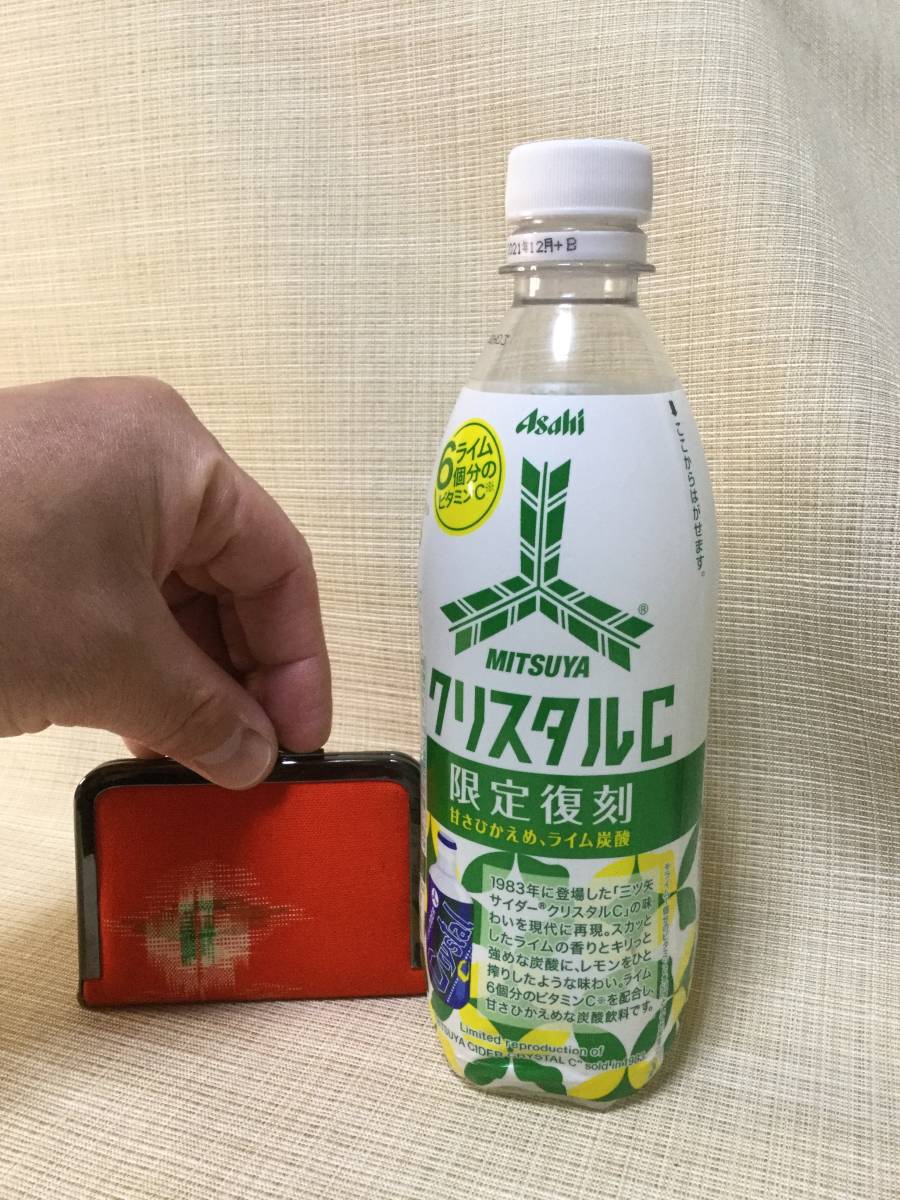 021年12月+日
Asahi
ライム
6個分の
ビタミンC※
ここからはがせます。
®
MITSUYA
クリスタルC
限定復刻
甘さひかえめ、ライム炭酸
1983年に登場した「三ツ矢
サイダー®クリスタルC」の味
わいを現代に再現。スカッと
したライムの香りとキリっと
強めな炭酸に、レモンをひと
搾りしたような味わい。ライム
6個分のビタミンC※を配合し、
甘さひかえめな炭酸飲料です。
Limited reproduction of
MITSUYA CIDER CRYSTAL C" sold in 1983.